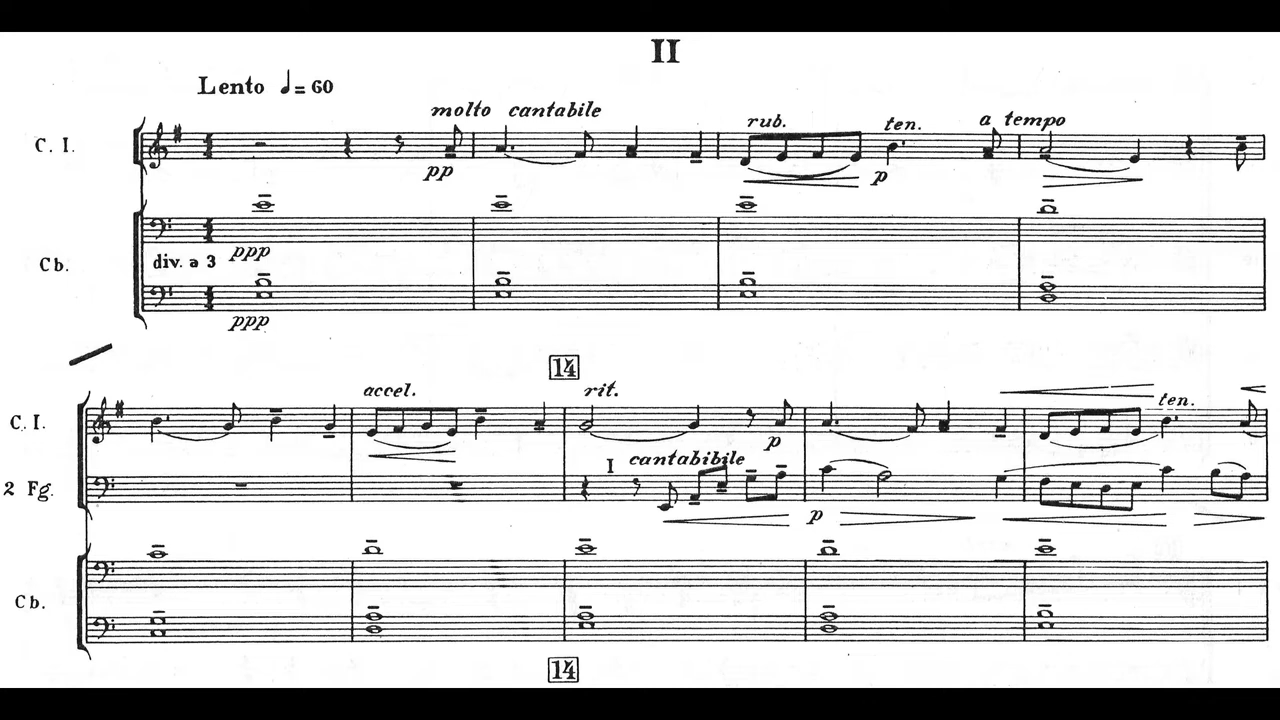 II
Lento ♩= 60
molto cantabile
rub. ten. a tempo
C. I.
pp
p
Cb.
ppp
div. a 3
ppp
14
accel. rit.
ten.
C. I.
p
I cantabibile
2 Fg.
p
Cb.
14